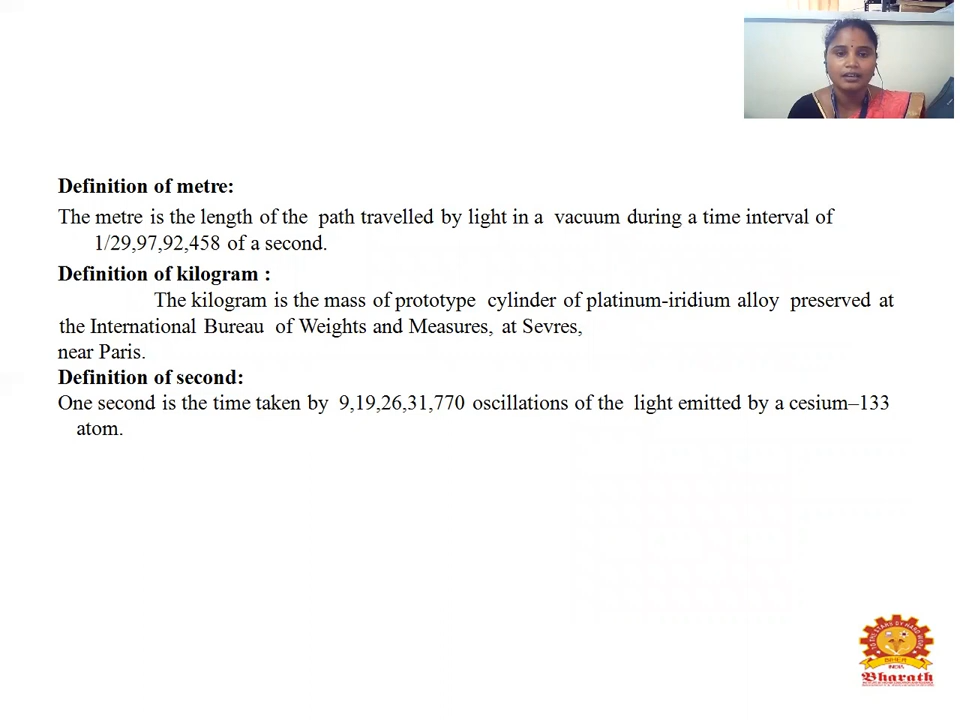 Definition of metre:
The metre is the length of the path travelled by light in a vacuum during a time interval of
1/29,97,92,458 of a second.
Definition of kilogram :
The kilogram is the mass of prototype cylinder of platinum-iridium alloy preserved at
the International Bureau of Weights and Measures, at Sevres,
near Paris.
Definition of second:
One second is the time taken by 9,19,26,31,770 oscillations of the light emitted by a cesium–133
atom.
BIHER
INDIA
Bharath